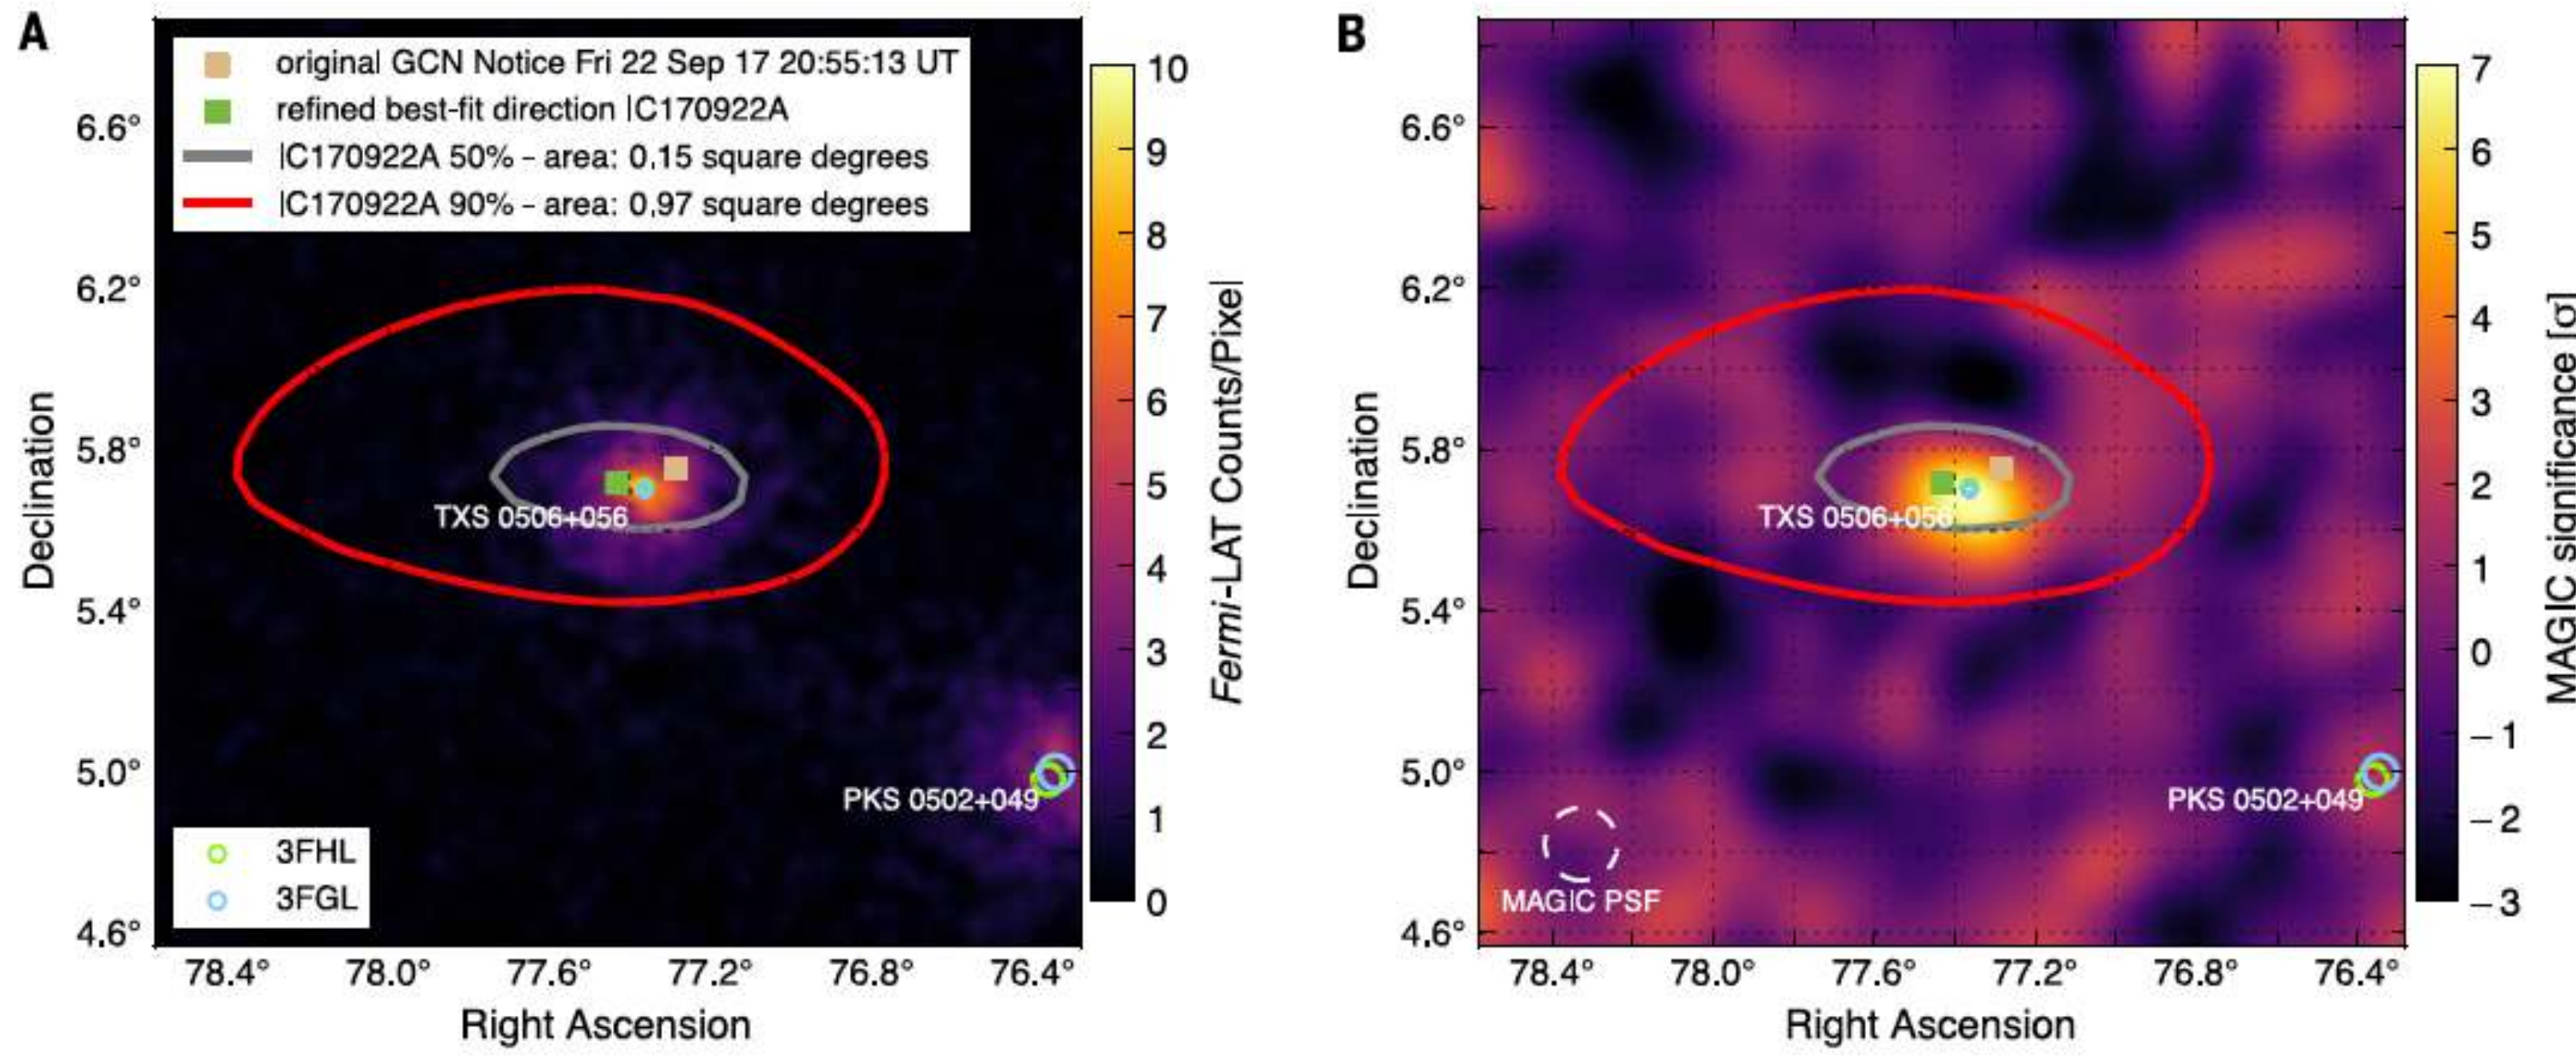 A
original GCN Notice Fri 22 Sep 17 20:55:13 UT
refined best-fit direction IC170922A
IC170922A 50% - area: 0.15 square degrees
IC170922A 90% - area: 0.97 square degrees
6.6°
6.2°
5.8°
5.4°
5.0°
4.6°
Declination
TXS 0506+056
PKS 0502+049
3FHL
3FGL
78.4° 78.0° 77.6° 77.2° 76.8° 76.4°
Right Ascension
10
9
8
7
6
5
4
3
2
1
0
Fermi-LAT Counts/Pixel
B
6.6°
6.2°
5.8°
5.4°
5.0°
4.6°
Declination
TXS 0506+056
PKS 0502+049
MAGIC PSF
78.4° 78.0° 77.6° 77.2° 76.8° 76.4°
Right Ascension
7
6
5
4
3
2
1
0
−1
−2
−3
MAGIC significance [σ]